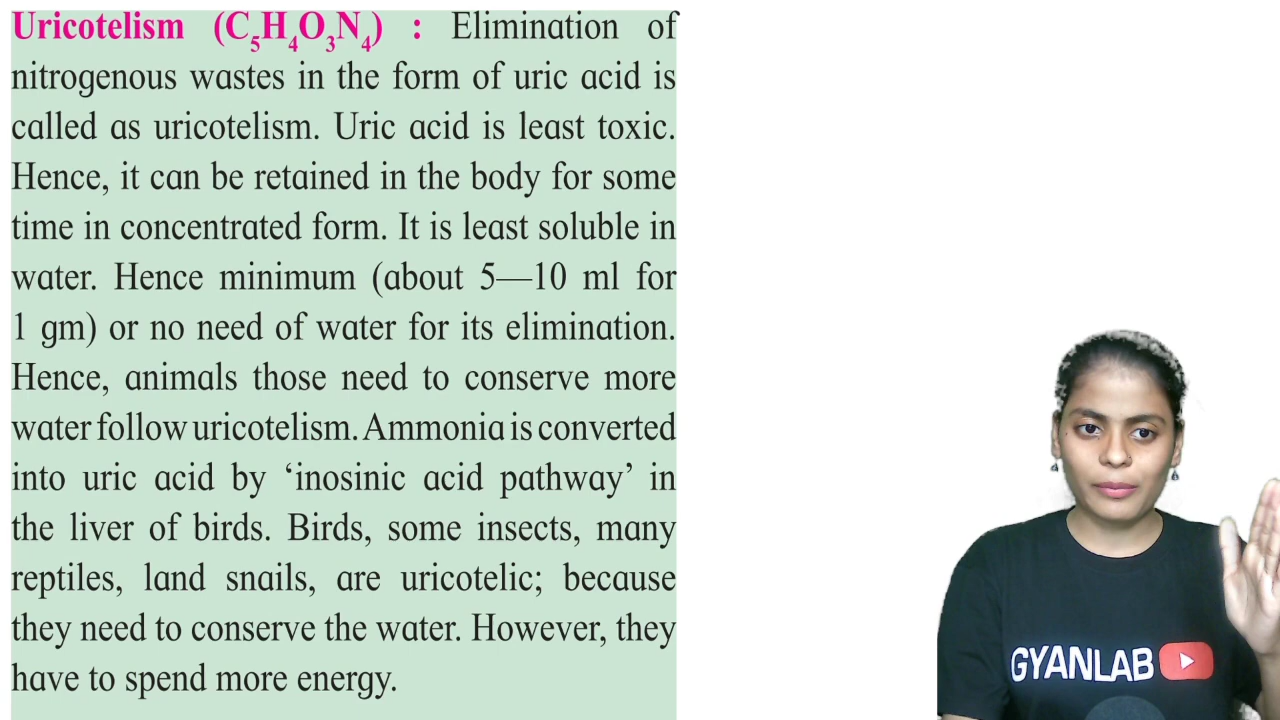 Uricotelism (C5H4O3N4) : Elimination of
nitrogenous wastes in the form of uric acid is
called as uricotelism. Uric acid is least toxic.
Hence, it can be retained in the body for some
time in concentrated form. It is least soluble in
water. Hence minimum (about 5—10 ml for
1 gm) or no need of water for its elimination.
Hence, animals those need to conserve more
water follow uricotelism. Ammonia is converted
into uric acid by ‘inosinic acid pathway’ in
the liver of birds. Birds, some insects, many
reptiles, land snails, are uricotelic; because
they need to conserve the water. However, they
have to spend more energy.
GYANLAB